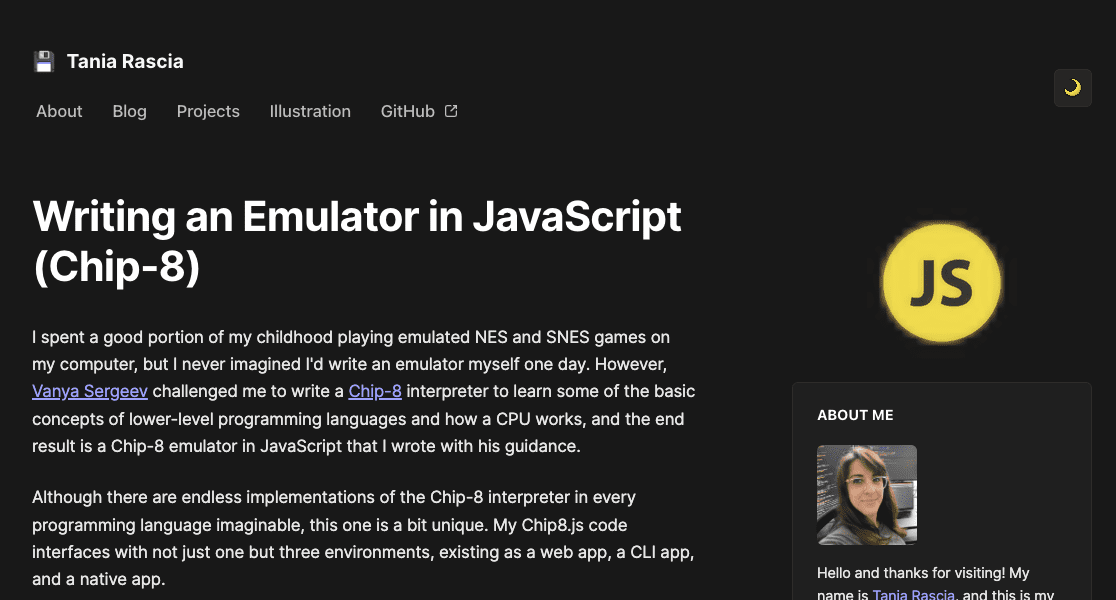 Tania Rascia
About Blog Projects Illustration GitHub
Writing an Emulator in JavaScript
(Chip-8)
I spent a good portion of my childhood playing emulated NES and SNES games on
my computer, but I never imagined I'd write an emulator myself one day. However,
Vanya Sergeev challenged me to write a Chip-8 interpreter to learn some of the basic
concepts of lower-level programming languages and how a CPU works, and the end
result is a Chip-8 emulator in JavaScript that I wrote with his guidance.
Although there are endless implementations of the Chip-8 interpreter in every
programming language imaginable, this one is a bit unique. My Chip8.js code
interfaces with not just one but three environments, existing as a web app, a CLI app,
and a native app.
JS
ABOUT ME
Hello and thanks for visiting! My
name is Tania Rascia, and this is my